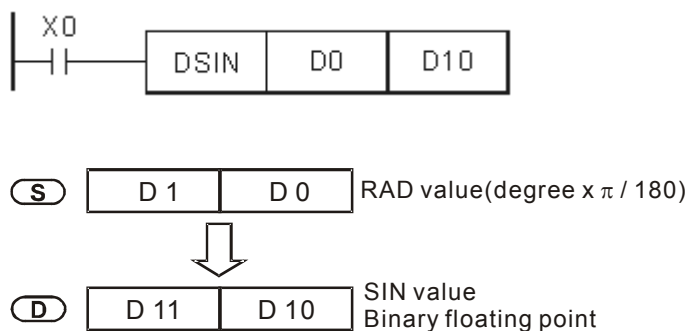 X0
DSIN D0 D10
S D 1 D 0 RAD value(degree x π / 180)
D D 11 D 10 SIN value
Binary floating point